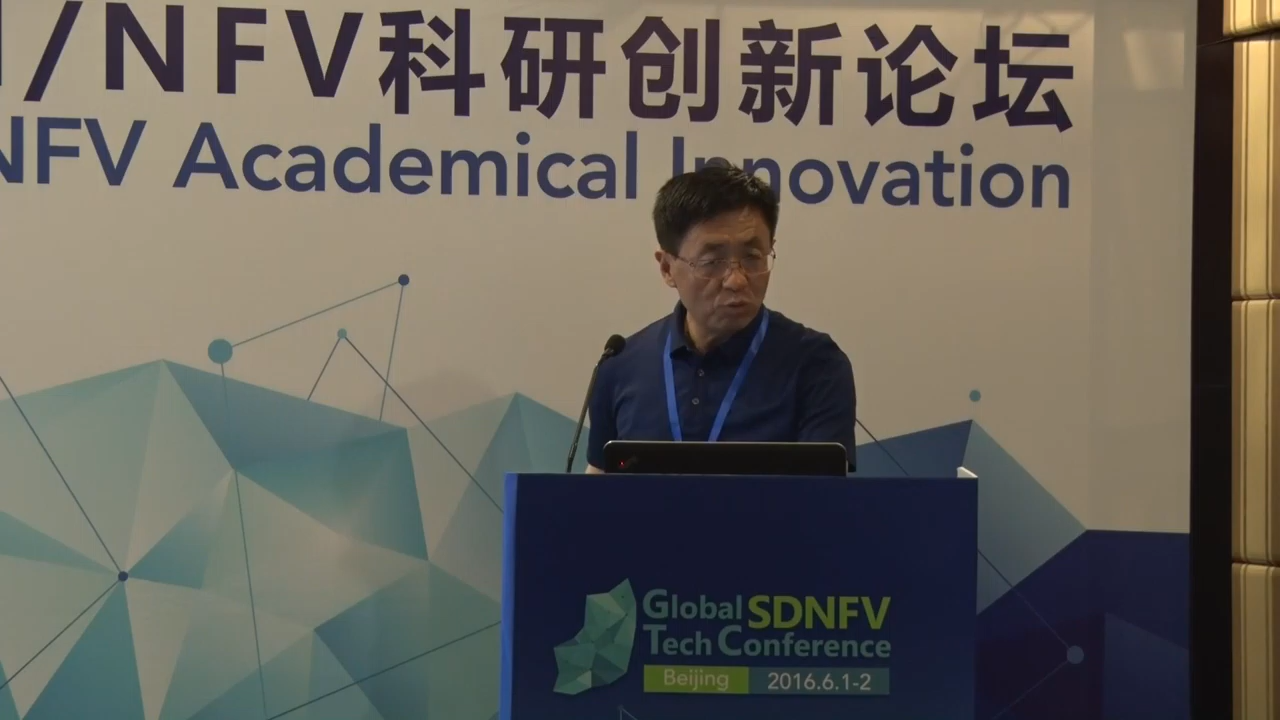 /NFV科研创新论坛
NFV Academical Innovation
Global SDNFV
Tech Conference
Beijing 2016.6.1-2